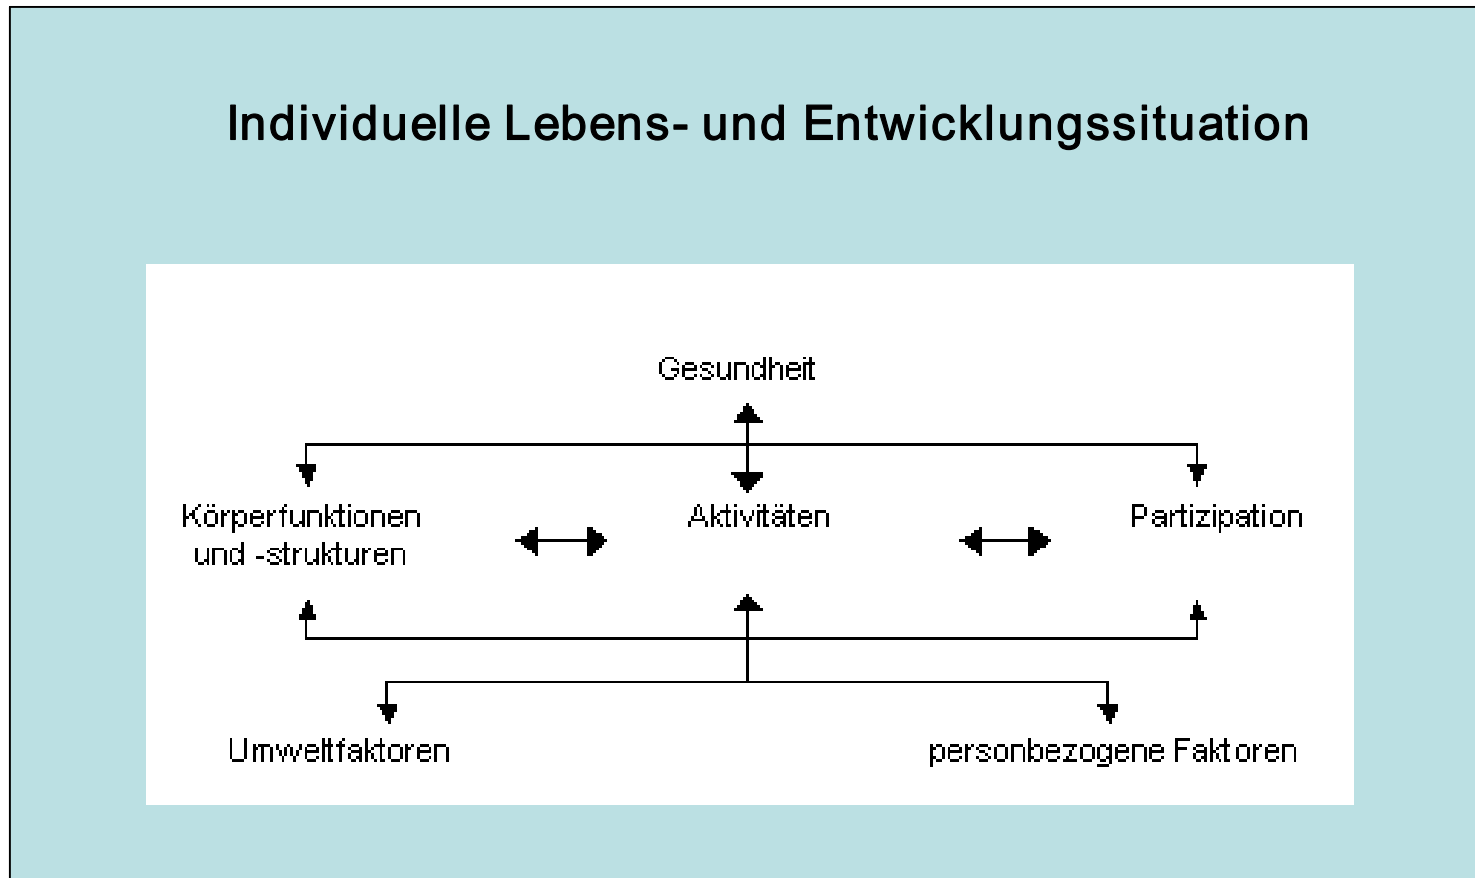 Individuelle Lebens- und Entwicklungssituation
Gesundheit
Körperfunktionen
und -strukturen
Aktivitäten
Partizipation
Umweltfaktoren
personbezogene Faktoren